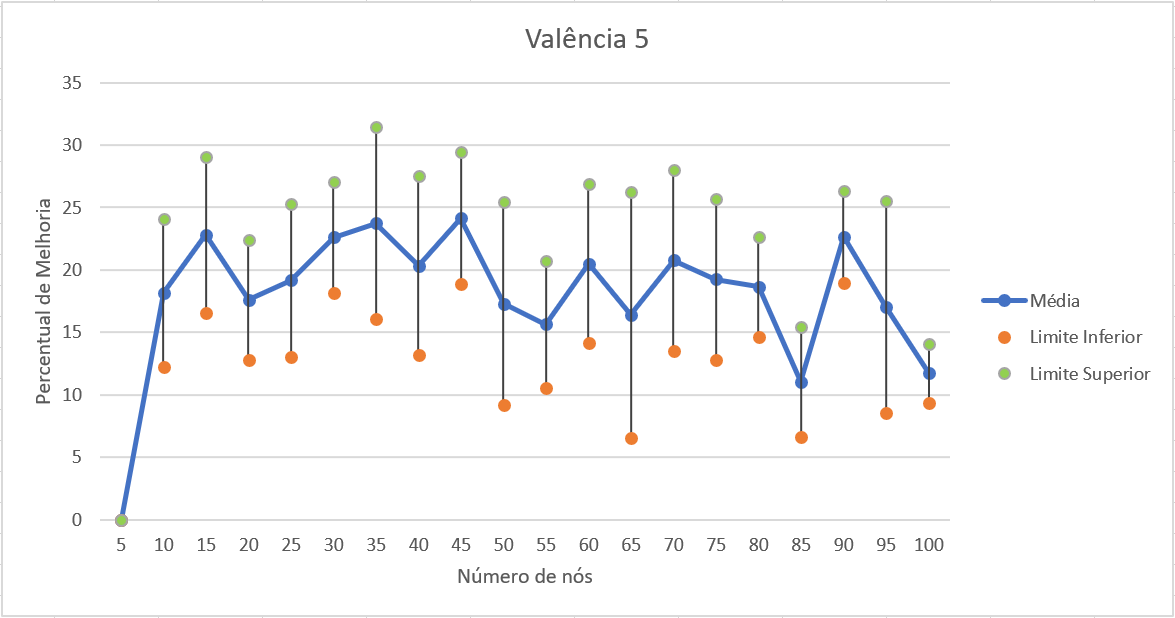 Valência 5
Percentual de Melhoria
35
30
25
20
15
10
5
0
5 10 15 20 25 30 35 40 45 50 55 60 65 70 75 80 85 90 95 100
Número de nós
Média
Limite Inferior
Limite Superior